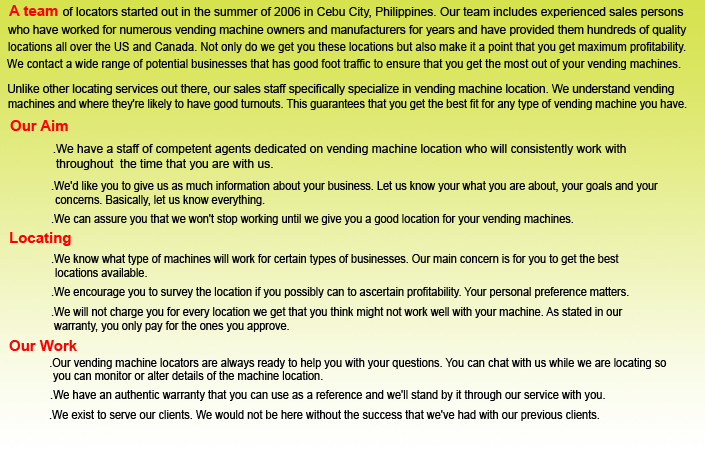 A team of locators started out in the summer of 2006 in Cebu City, Philippines. Our team includes experienced sales persons
who have worked for numerous vending machine owners and manufacturers for years and have provided them hundreds of quality
locations all over the US and Canada. Not only do we get you these locations but also make it a point that you get maximum profitability.
We contact a wide range of potential businesses that has good foot traffic to ensure that you get the most out of your vending machines.
Unlike other locating services out there, our sales staff specifically specialize in vending machine location. We understand vending
machines and where they're likely to have good turnouts. This guarantees that you get the best fit for any type of vending machine you have.
Our Aim
.We have a staff of competent agents dedicated on vending machine location who will consistently work with
throughout the time that you are with us.
.We'd like you to give us as much information about your business. Let us know your what you are about, your goals and your
concerns. Basically, let us know everything.
.We can assure you that we won't stop working until we give you a good location for your vending machines.
Locating
.We know what type of machines will work for certain types of businesses. Our main concern is for you to get the best
locations available.
.We encourage you to survey the location if you possibly can to ascertain profitability. Your personal preference matters.
.We will not charge you for every location we get that you think might not work well with your machine. As stated in our
warranty, you only pay for the ones you approve.
Our Work
.Our vending machine locators are always ready to help you with your questions. You can chat with us while we are locating so
you can monitor or alter details of the machine location.
.We have an authentic warranty that you can use as a reference and we'll stand by it through our service with you.
.We exist to serve our clients. We would not be here without the success that we've had with our previous clients.